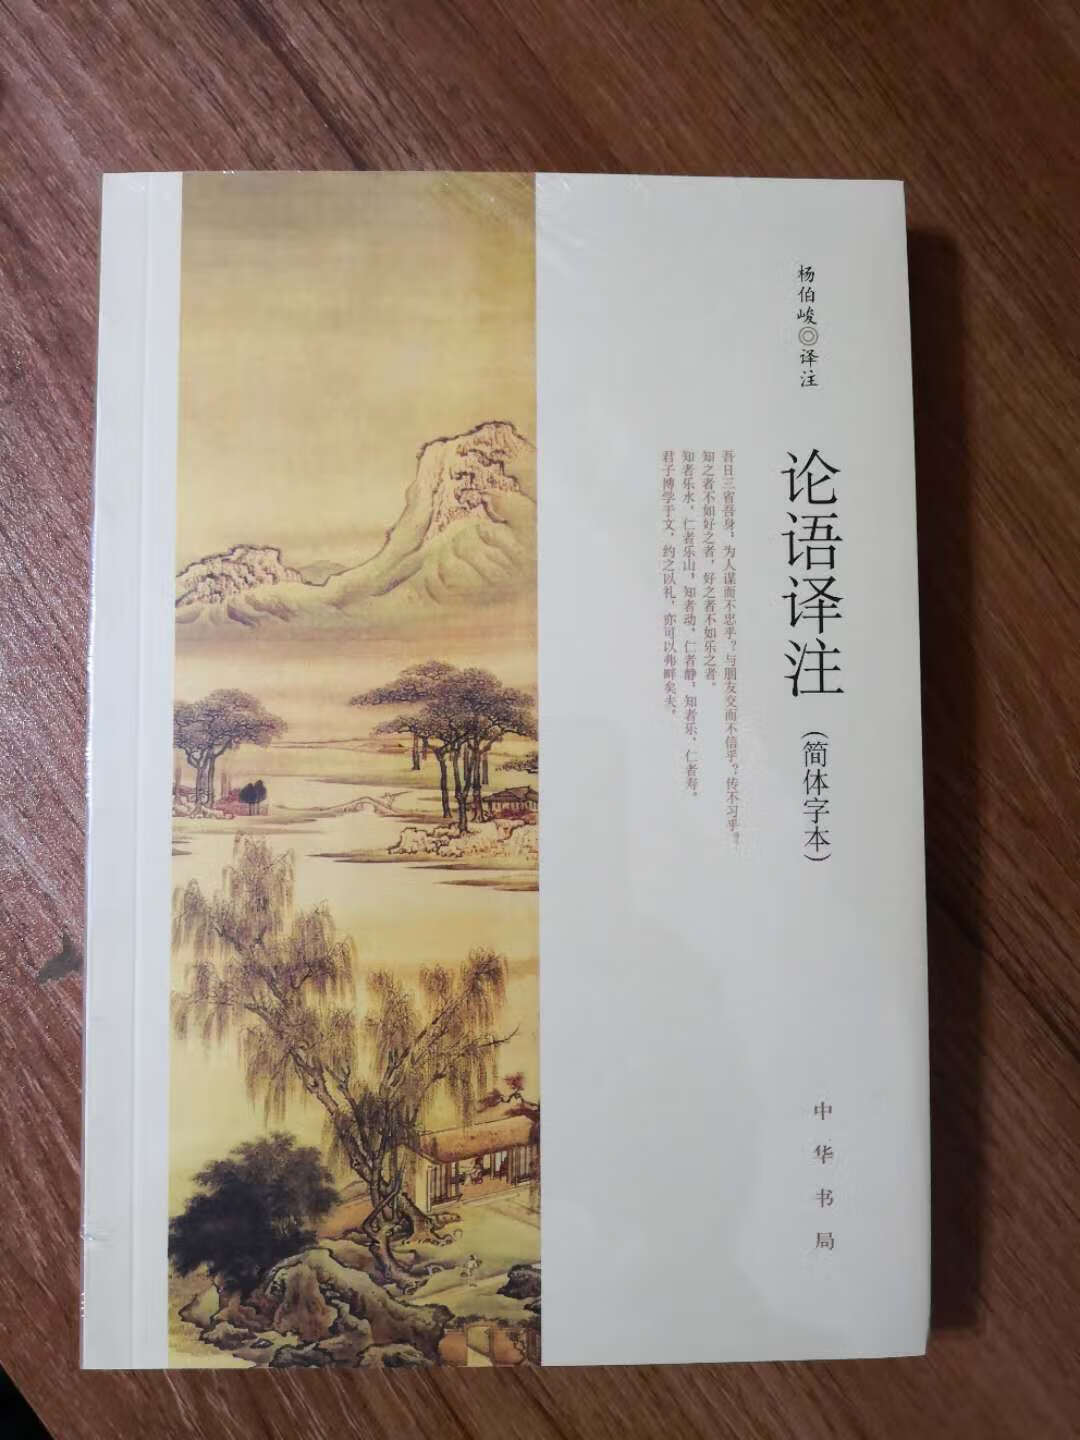 杨伯峻◎译注
论语译注
(简体字本)
吾日三省吾身：为人谋而不忠乎？与朋友交而不信乎？传不习乎？
知之者不如好之者，好之者不如乐之者。
知者乐水，仁者乐山，知者动，仁者静，知者乐，仁者寿。
君子博学于文，约之以礼，亦可以弗畔矣夫。
中华书局